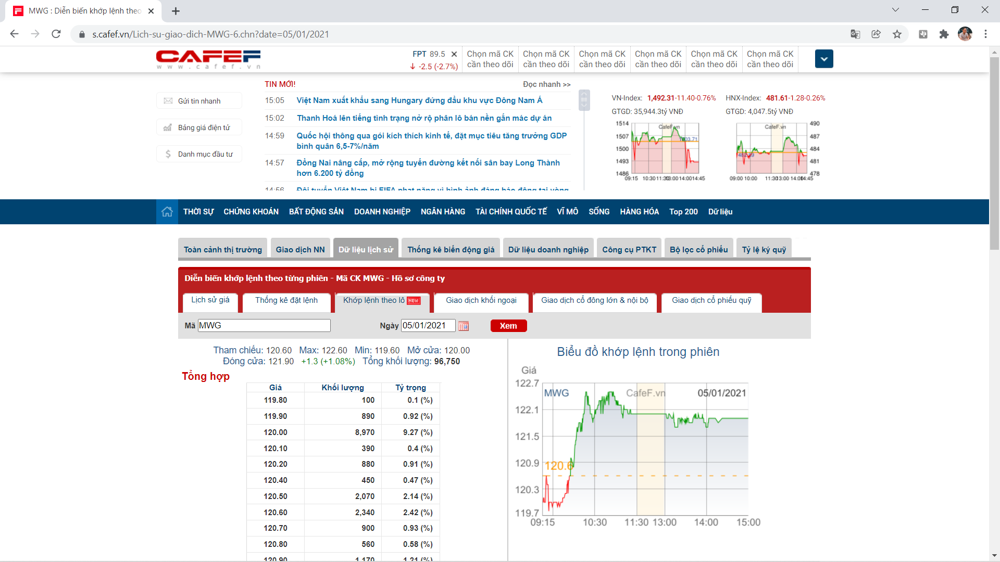 MWG : Diễn biến khớp lệnh theo
s.cafef.vn/Lich-su-giao-dich-MWG-6.chn?date=05/01/2021
CAFEF
www.cafef.vn
FPT 89.5
-2.5 (-2.7%)
Chọn mã CK cần theo dõi
Chọn mã CK cần theo dõi
Chọn mã CK cần theo dõi
Chọn mã CK cần theo dõi
Chọn mã CK cần theo dõi
Chọn mã CK cần theo dõi
Gửi tin nhanh
Bảng giá điện tử
Danh mục đầu tư
TIN MỚI! Đọc nhanh >>
15:05 Việt Nam xuất khẩu sang Hungary đứng đầu khu vực Đông Nam Á
15:02 Thanh Hoá lên tiếng tình trạng nở rộ phân lô bán nền gắn mác dự án
14:59 Quốc hội thông qua gói kích thích kinh tế, đặt mục tiêu tăng trưởng GDP
bình quân 6,5-7%/năm
14:57 Đồng Nai nâng cấp, mở rộng tuyến đường kết nối sân bay Long Thành
hơn 6.200 tỷ đồng
14:56 Đội tuyển Việt Nam bị FIFA phạt nặng vì hình ảnh đáng báo động tại vòng
VN-Index: 1,492.31-11.40-0.76%
GTGD: 35,944.3tỷ VNĐ
1514
1507
1500
1493
1486
CafeF.vn
1503.71
09:15 10:30 11:30 13:00 14:00 14:45
HNX-Index: 481.61-1.28-0.26%
GTGD: 4,047.5tỷ VNĐ
490
487
484
481
478
CafeF.vn
09:00 10:00 11:30 13:00 14:00 14:45
THỜI SỰ CHỨNG KHOÁN BẤT ĐỘNG SẢN DOANH NGHIỆP NGÂN HÀNG TÀI CHÍNH QUỐC TẾ VĨ MÔ SỐNG HÀNG HÓA Top 200 Dữ liệu
Toàn cảnh thị trường Giao dịch NN Dữ liệu lịch sử Thống kê biến động giá Dữ liệu doanh nghiệp Công cụ PTKT Bộ lọc cổ phiếu Tỷ lệ ký quỹ
Diễn biến khớp lệnh theo từng phiên - Mã CK MWG - Hồ sơ công ty
Lịch sử giá Thống kê đặt lệnh Khớp lệnh theo lô NEW Giao dịch khối ngoại Giao dịch cổ đông lớn & nội bộ Giao dịch cổ phiếu quỹ
Mã MWG Ngày 05/01/2021 Xem
Tham chiếu: 120.60 Max: 122.60 Min: 119.60 Mở cửa: 120.00
Đóng cửa: 121.90 +1.3 (+1.08%) Tổng khối lượng: 96,750
Tổng hợp
Giá Khối lượng Tỷ trọng
119.80 100 0.1 (%)
119.90 890 0.92 (%)
120.00 8,970 9.27 (%)
120.10 390 0.4 (%)
120.20 880 0.91 (%)
120.40 450 0.47 (%)
120.50 2,070 2.14 (%)
120.60 2,340 2.42 (%)
120.70 900 0.93 (%)
120.80 560 0.58 (%)
120.90 1,170 1.21 (%)
Biểu đồ khớp lệnh trong phiên
Giá
122.7
122.1
121.5
120.9
120.3
119.7
MWG CafeF.vn 05/01/2021
120.6
09:15 10:30 11:30 13:00 14:00 15:00